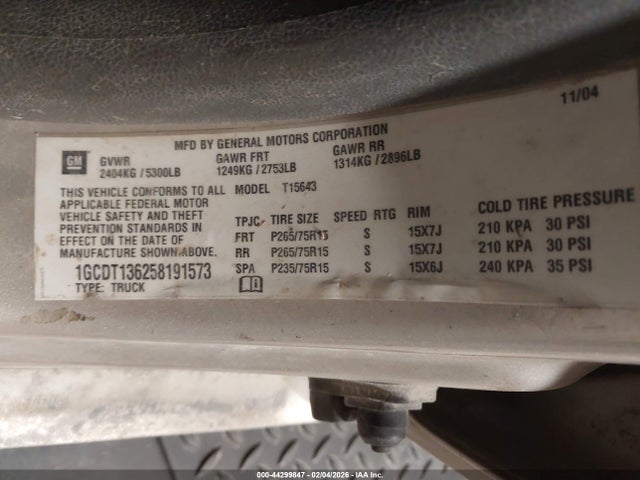 11/04
MFD BY GENERAL MOTORS CORPORATION
GM
GVWR GAWR FRT GAWR RR
2404KG / 5300LB 1249KG / 2753LB 1314KG / 2896LB
THIS VEHICLE CONFORMS TO ALL
APPLICABLE FEDERAL MOTOR
VEHICLE SAFETY AND THEFT
PREVENTION STANDARDS IN
EFFECT ON THE DATE OF
MANUFACTURE SHOWN ABOVE.
1GCDT136258191573
TYPE: TRUCK
MODEL T15643
TPJC TIRE SIZE SPEED RTG RIM COLD TIRE PRESSURE
FRT P265/75R15 S 15X7J 210 KPA 30 PSI
RR P265/75R15 S 15X7J 210 KPA 30 PSI
SPA P235/75R15 S 15X6J 240 KPA 35 PSI
000-44299847 - 02/04/2026 - IAA Inc.